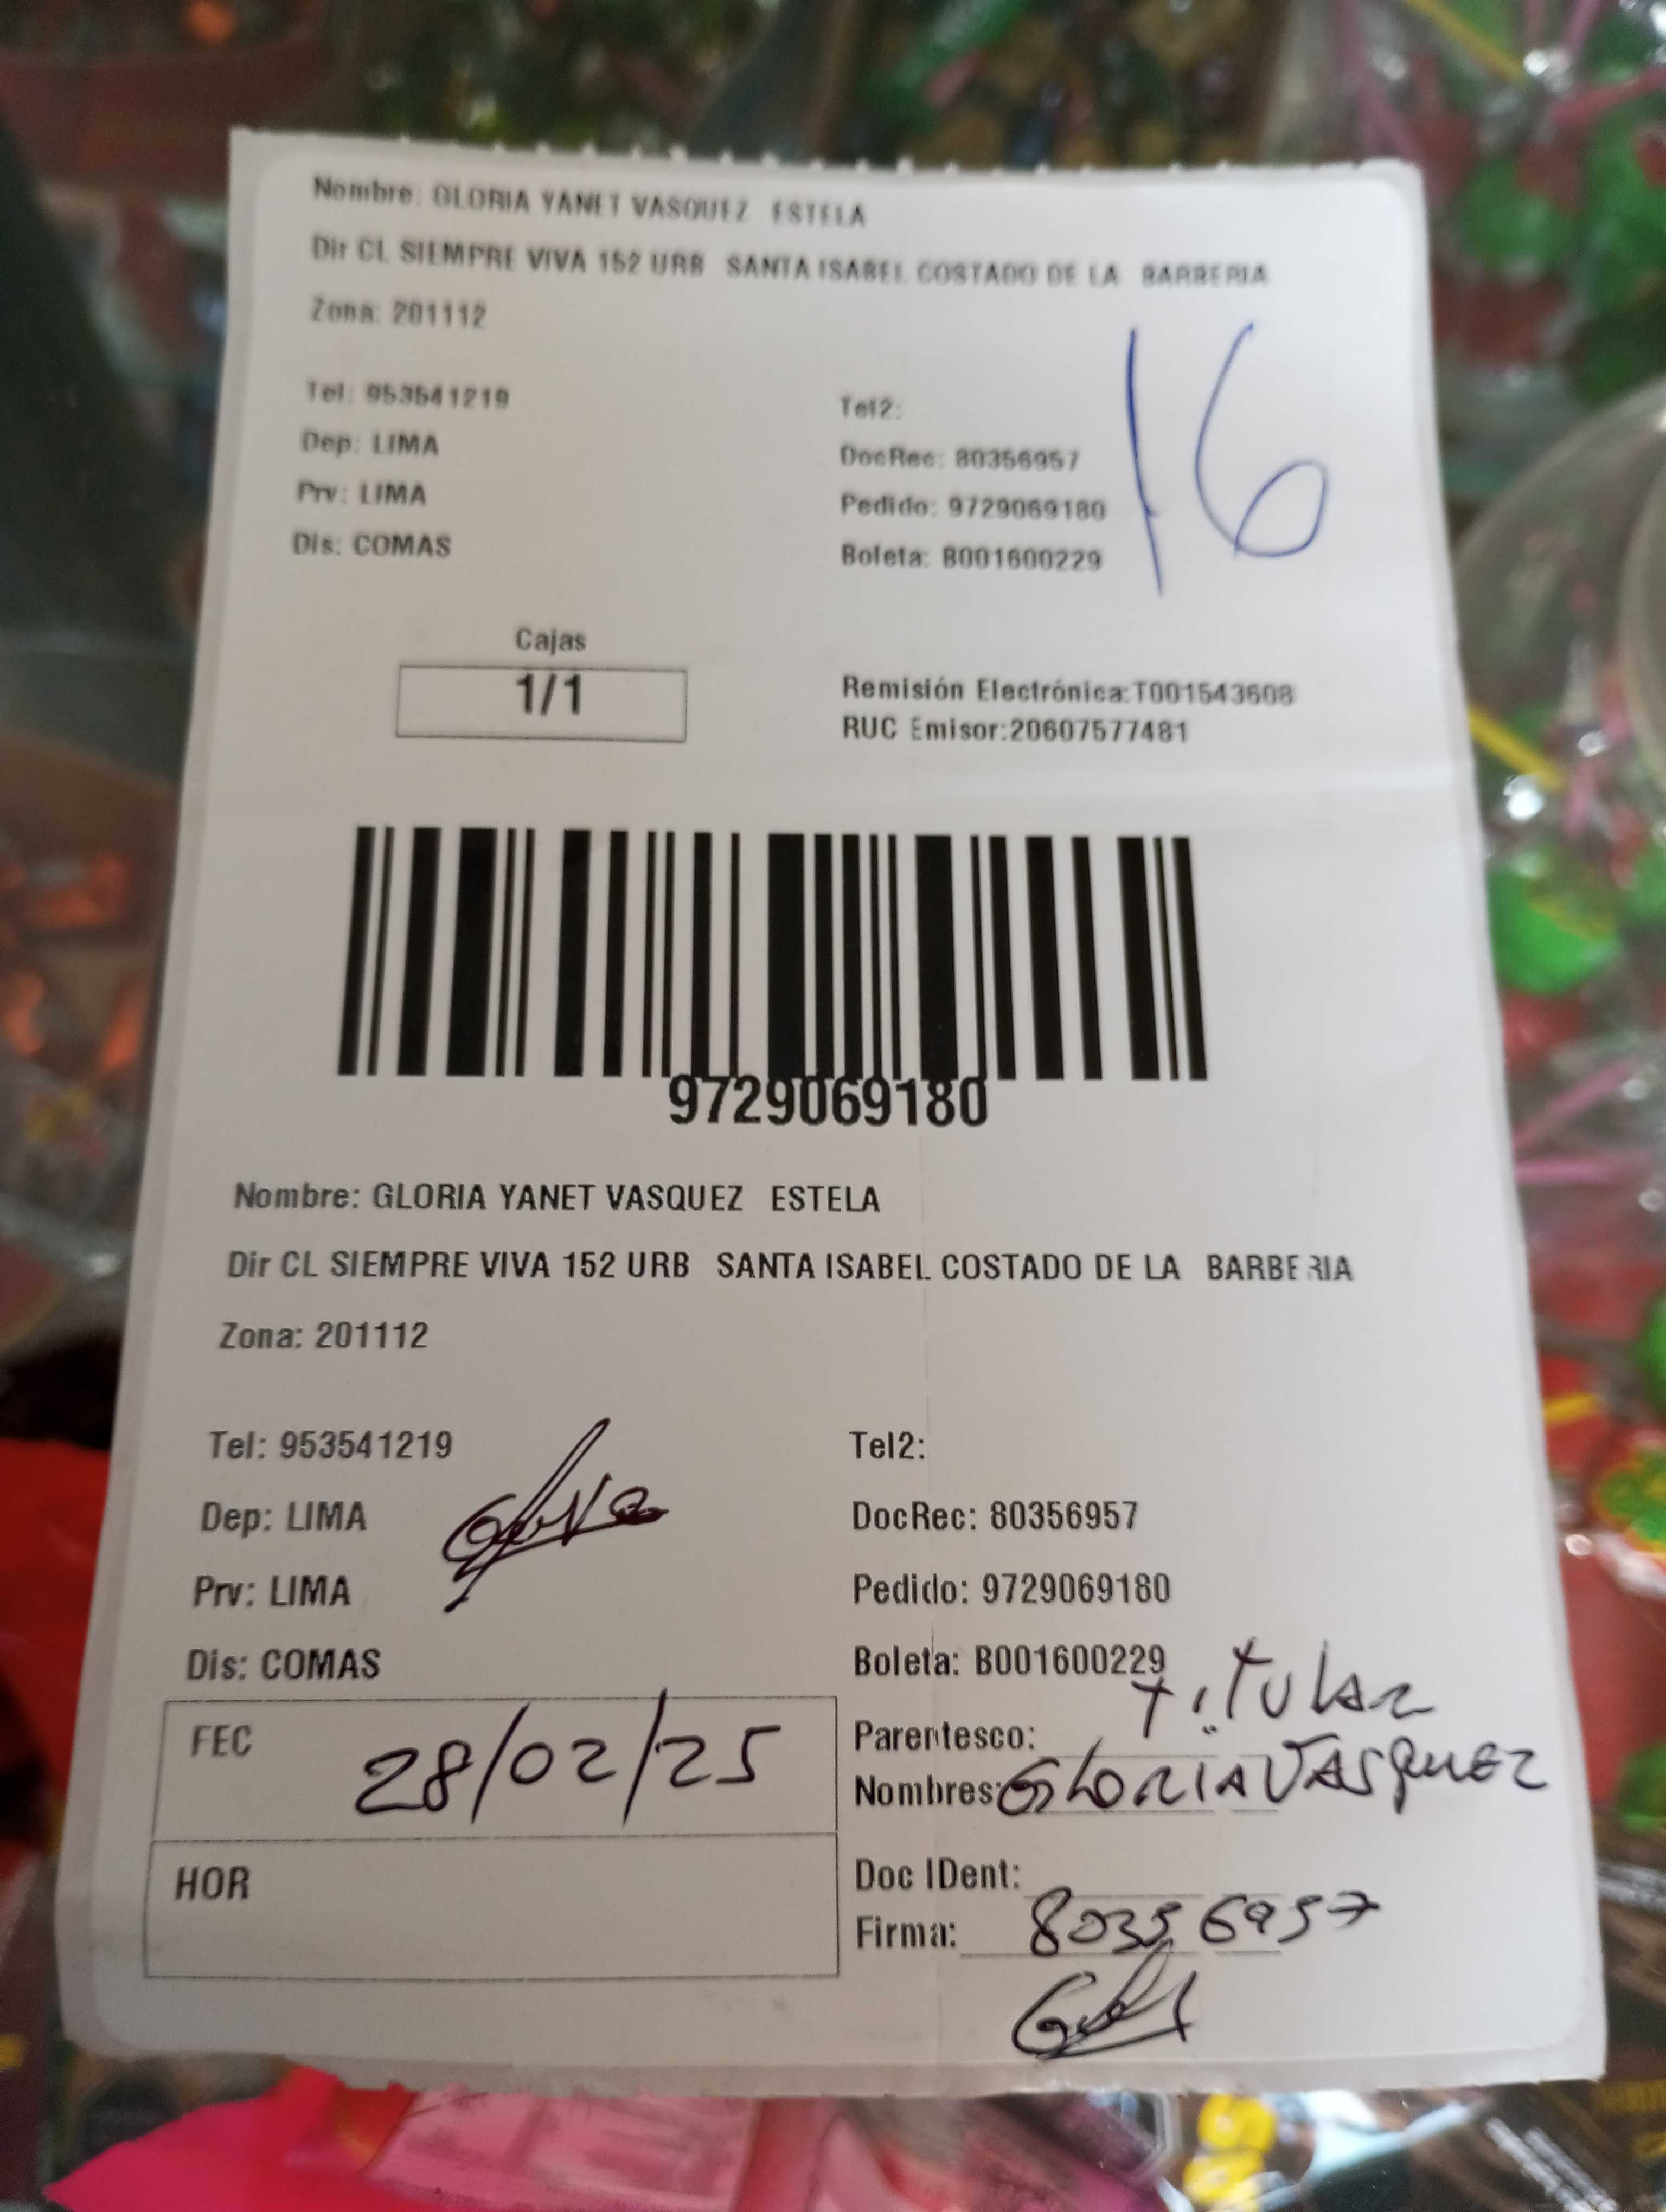 Nombre: GLORIA YANET VASQUEZ ESTELA
Dir CL SIEMPRE VIVA 152 URB SANTA ISABEL COSTADO DE LA BARBERIA
Zona: 201112
Tel: 953541219
Tel2:
Dep: LIMA
DocRec: 80356957
Prv: LIMA
Pedido: 9729069180
Dis: COMAS
Boleta: B001600229
16
Cajas
1/1
Remisión Electrónica:T001543608
RUC Emisor:20607577481
9729069180
Nombre: GLORIA YANET VASQUEZ ESTELA
Dir CL SIEMPRE VIVA 152 URB SANTA ISABEL COSTADO DE LA BARBERIA
Zona: 201112
Tel: 953541219
Tel2:
Dep: LIMA
DocRec: 80356957
Prv: LIMA
Pedido: 9729069180
Dis: COMAS
Boleta: B001600229
FEC 28/02/25
Parentesco: Titular
Nombres: GLORIA VASQUEZ
HOR
Doc IDent:
Firma: 80356957